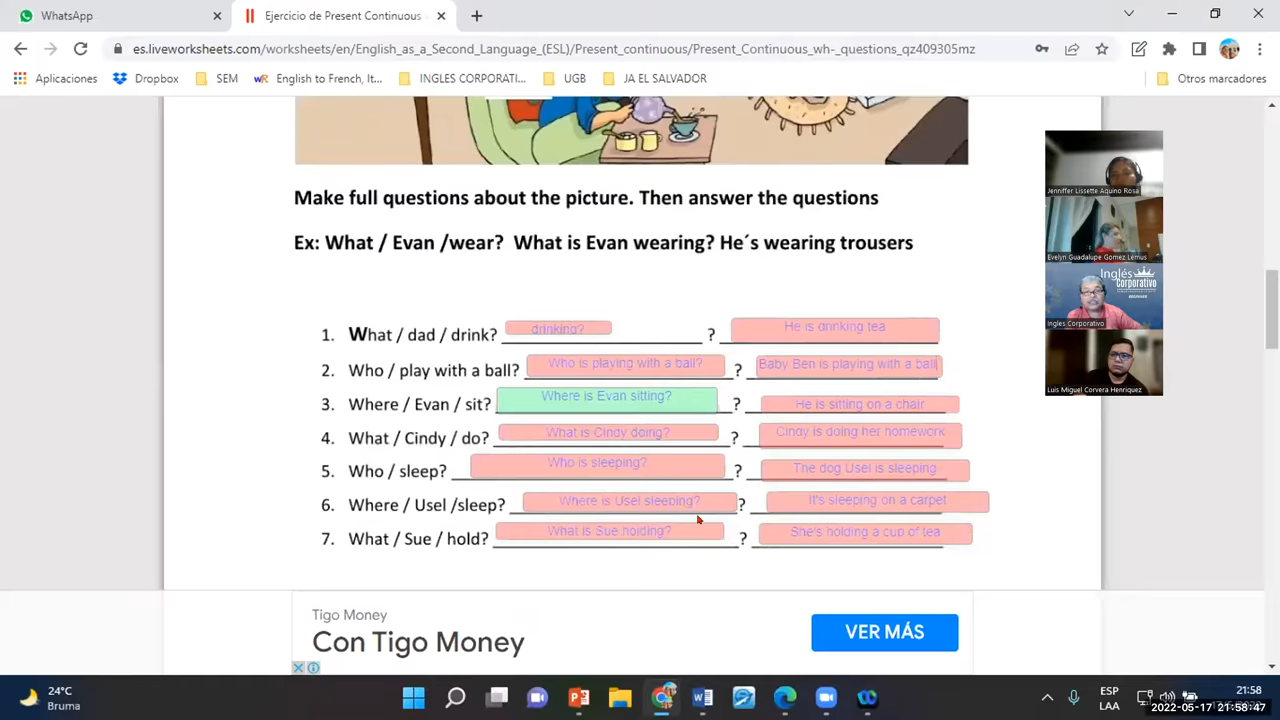 WhatsApp
Ejercicio de Present Continuous
es.liveworksheets.com/worksheets/en/English_as_a_Second_Language_(ESL)/Present_continuous/Present_Continuous_wh-_questions_qz409305mz
Aplicaciones Dropbox SEM English to French, It... INGLES CORPORATI... UGB JA EL SALVADOR Otros marcadores
Make full questions about the picture. Then answer the questions
Ex: What / Evan /wear? What is Evan wearing? He´s wearing trousers
1. What / dad / drink? drinking? ? He is drinking tea
2. Who / play with a ball? Who is playing with a ball? ? Baby Ben is playing with a ball
3. Where / Evan / sit? Where is Evan sitting? ? He is sitting on a chair
4. What / Cindy / do? What is Cindy doing? ? Cindy is doing her homework
5. Who / sleep? Who is sleeping? ? The dog Usel is sleeping
6. Where / Usel /sleep? Where is Usel sleeping? ? It's sleeping on a carpet
7. What / Sue / hold? What is Sue holding? ? She's holding a cup of tea
Jenniffer Lissette Aquino Rosa
Evelyn Guadalupe Gomez Lemus
Inglés
Corporativo
BEGINNER
Ingles Corporativo
Luis Miguel Corvera Henriquez
Tigo Money
Con Tigo Money
VER MÁS
24°C
Bruma
ESP
LAA
21:58
2022-05-17 21:58:47